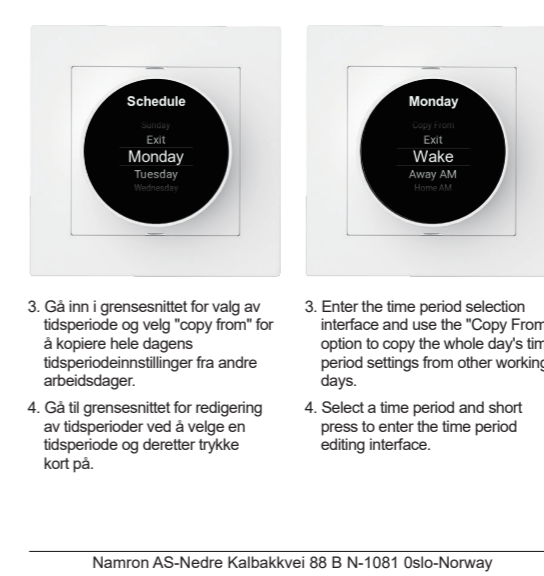 Schedule
Sunday
Exit
Monday
Tuesday
Wednesday
Monday
Copy From
Exit
Wake
Away AM
Home AM
3. Gå inn i grensesnittet for valg av
tidsperiode og velg "copy from" for
å kopiere hele dagens
tidsperiodeinnstillinger fra andre
arbeidsdager.
4. Gå til grensesnittet for redigering
av tidsperioder ved å velge en
tidsperiode og deretter trykke
kort på.
3. Enter the time period selection
interface and use the "Copy From
option to copy the whole day's tim
period settings from other working
days.
4. Select a time period and short
press to enter the time period
editing interface.
Namron AS-Nedre Kalbakkvei 88 B N-1081 0slo-Norway